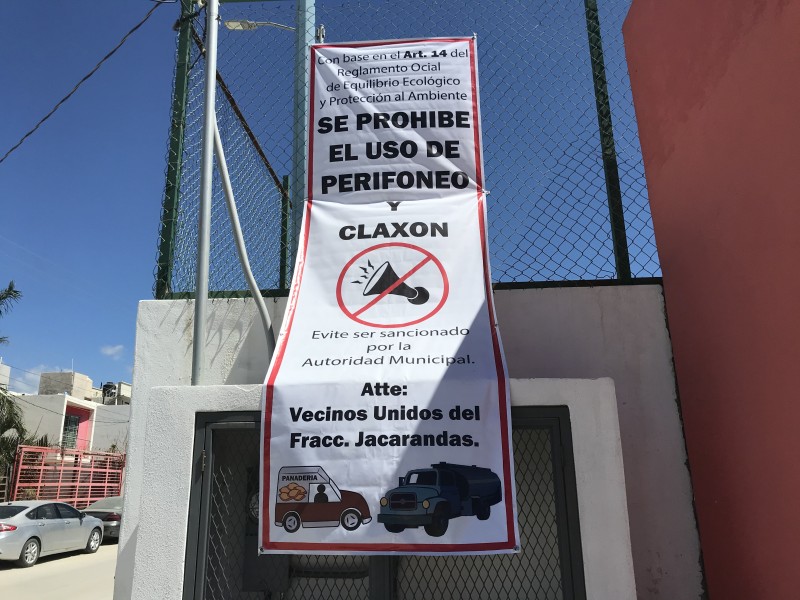 Con base en el Art. 14 del
Reglamento Ocial
de Equilibrio Ecológico
y Protección al Ambiente
SE PROHIBE
EL USO DE
PERIFONEO
Y
CLAXON
Evite ser sancionado
por la
Autoridad Municipal.
Atte:
Vecinos Unidos del
Fracc. Jacarandas.
PANADERIA